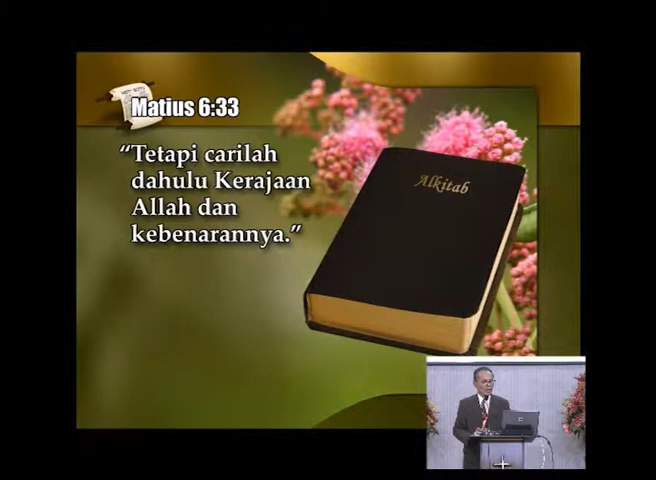 Matius 6:33
“Tetapi carilah
dahulu Kerajaan
Allah dan
kebenarannya.”
Alkitab